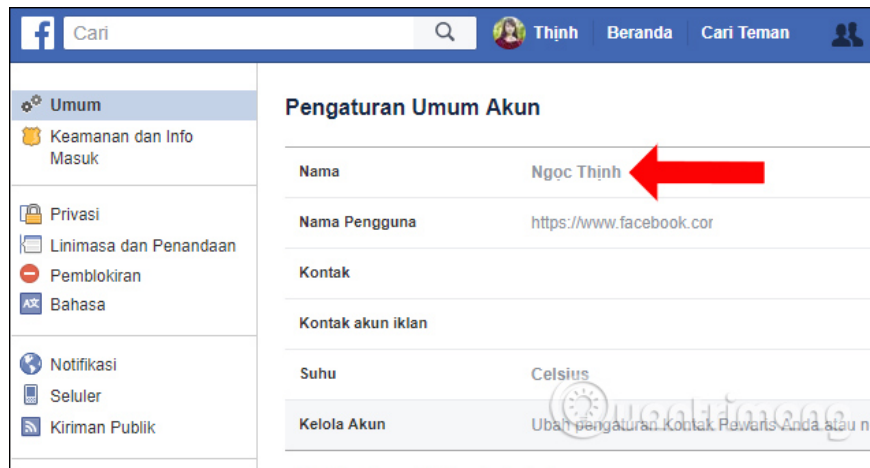 f Cari Thịnh Beranda Cari Teman
Umum
Keamanan dan Info
Masuk
Privasi
Linimasa dan Penandaan
Pemblokiran
Bahasa
Notifikasi
Seluler
Kiriman Publik
Pengaturan Umum Akun
Nama Ngọc Thịnh
Nama Pengguna https://www.facebook.cor
Kontak
Kontak akun iklan
Suhu Celsius
Kelola Akun Ubah pengaturan Kontak Pewaris Anda atau n
Quantrimang